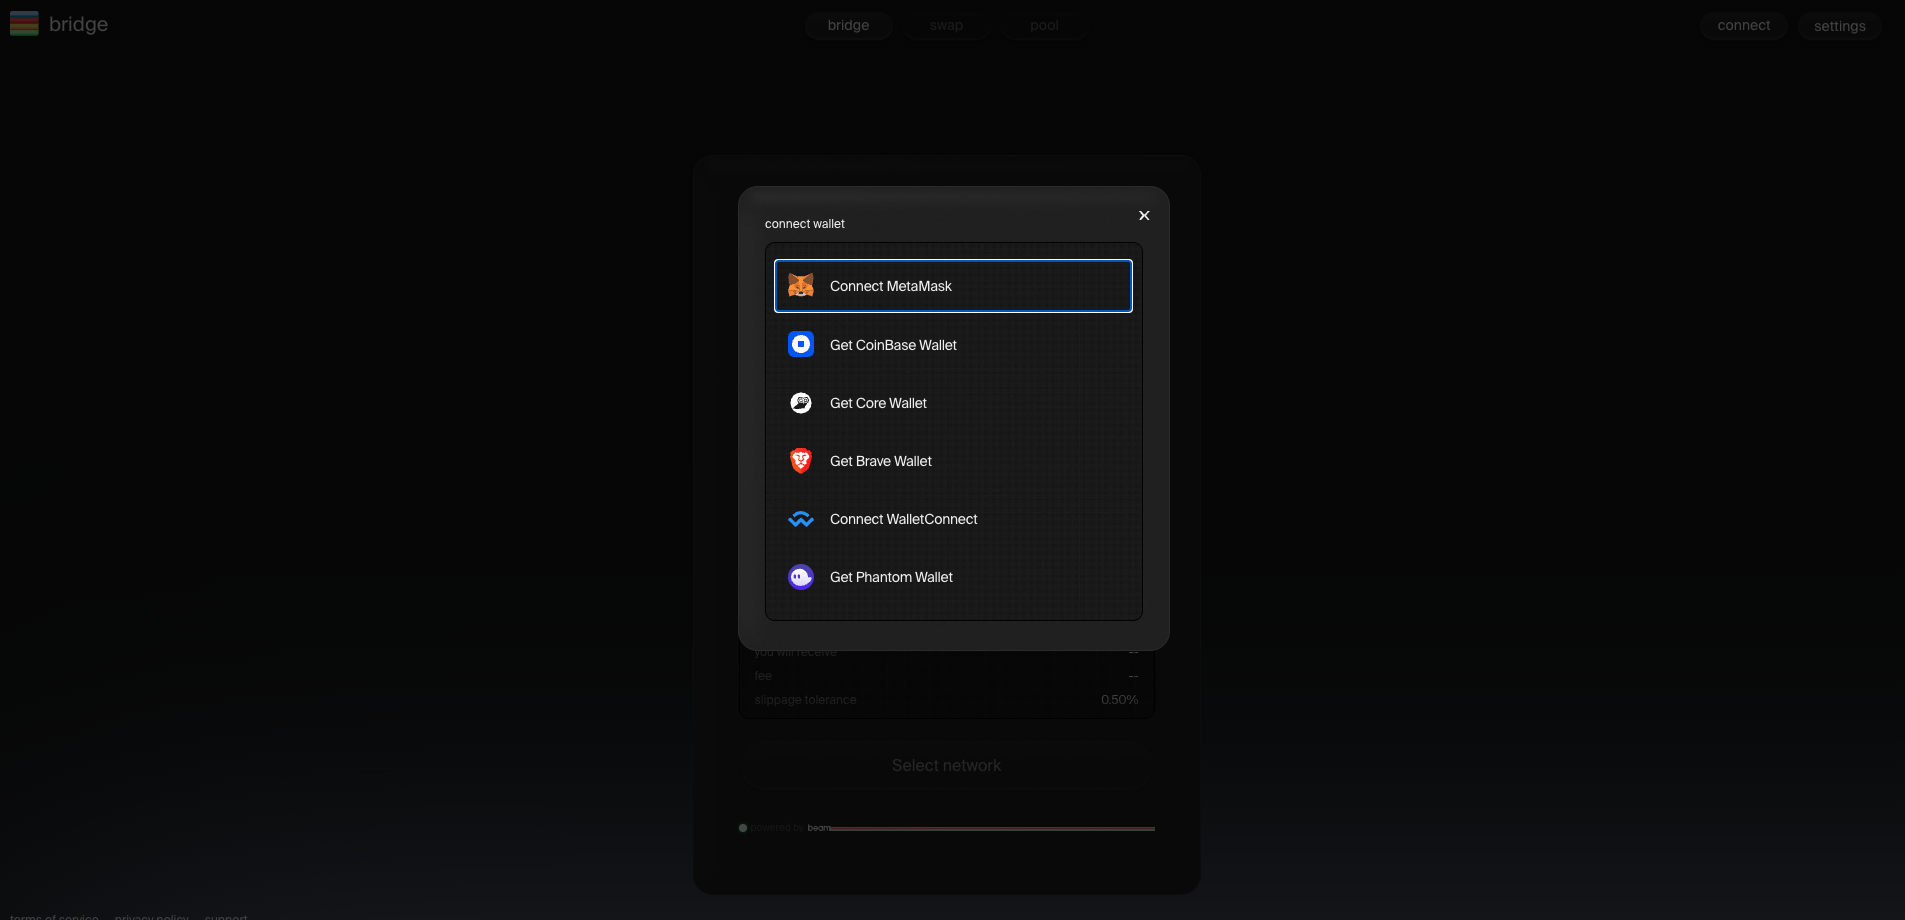 bridge
bridge swap pool
connect settings
connect wallet
Connect MetaMask
Get CoinBase Wallet
Get Core Wallet
Get Brave Wallet
Connect WalletConnect
Get Phantom Wallet
you will receive --
fee --
slippage tolerance 0.50%
Select network
powered by beam
terms of service privacy policy support